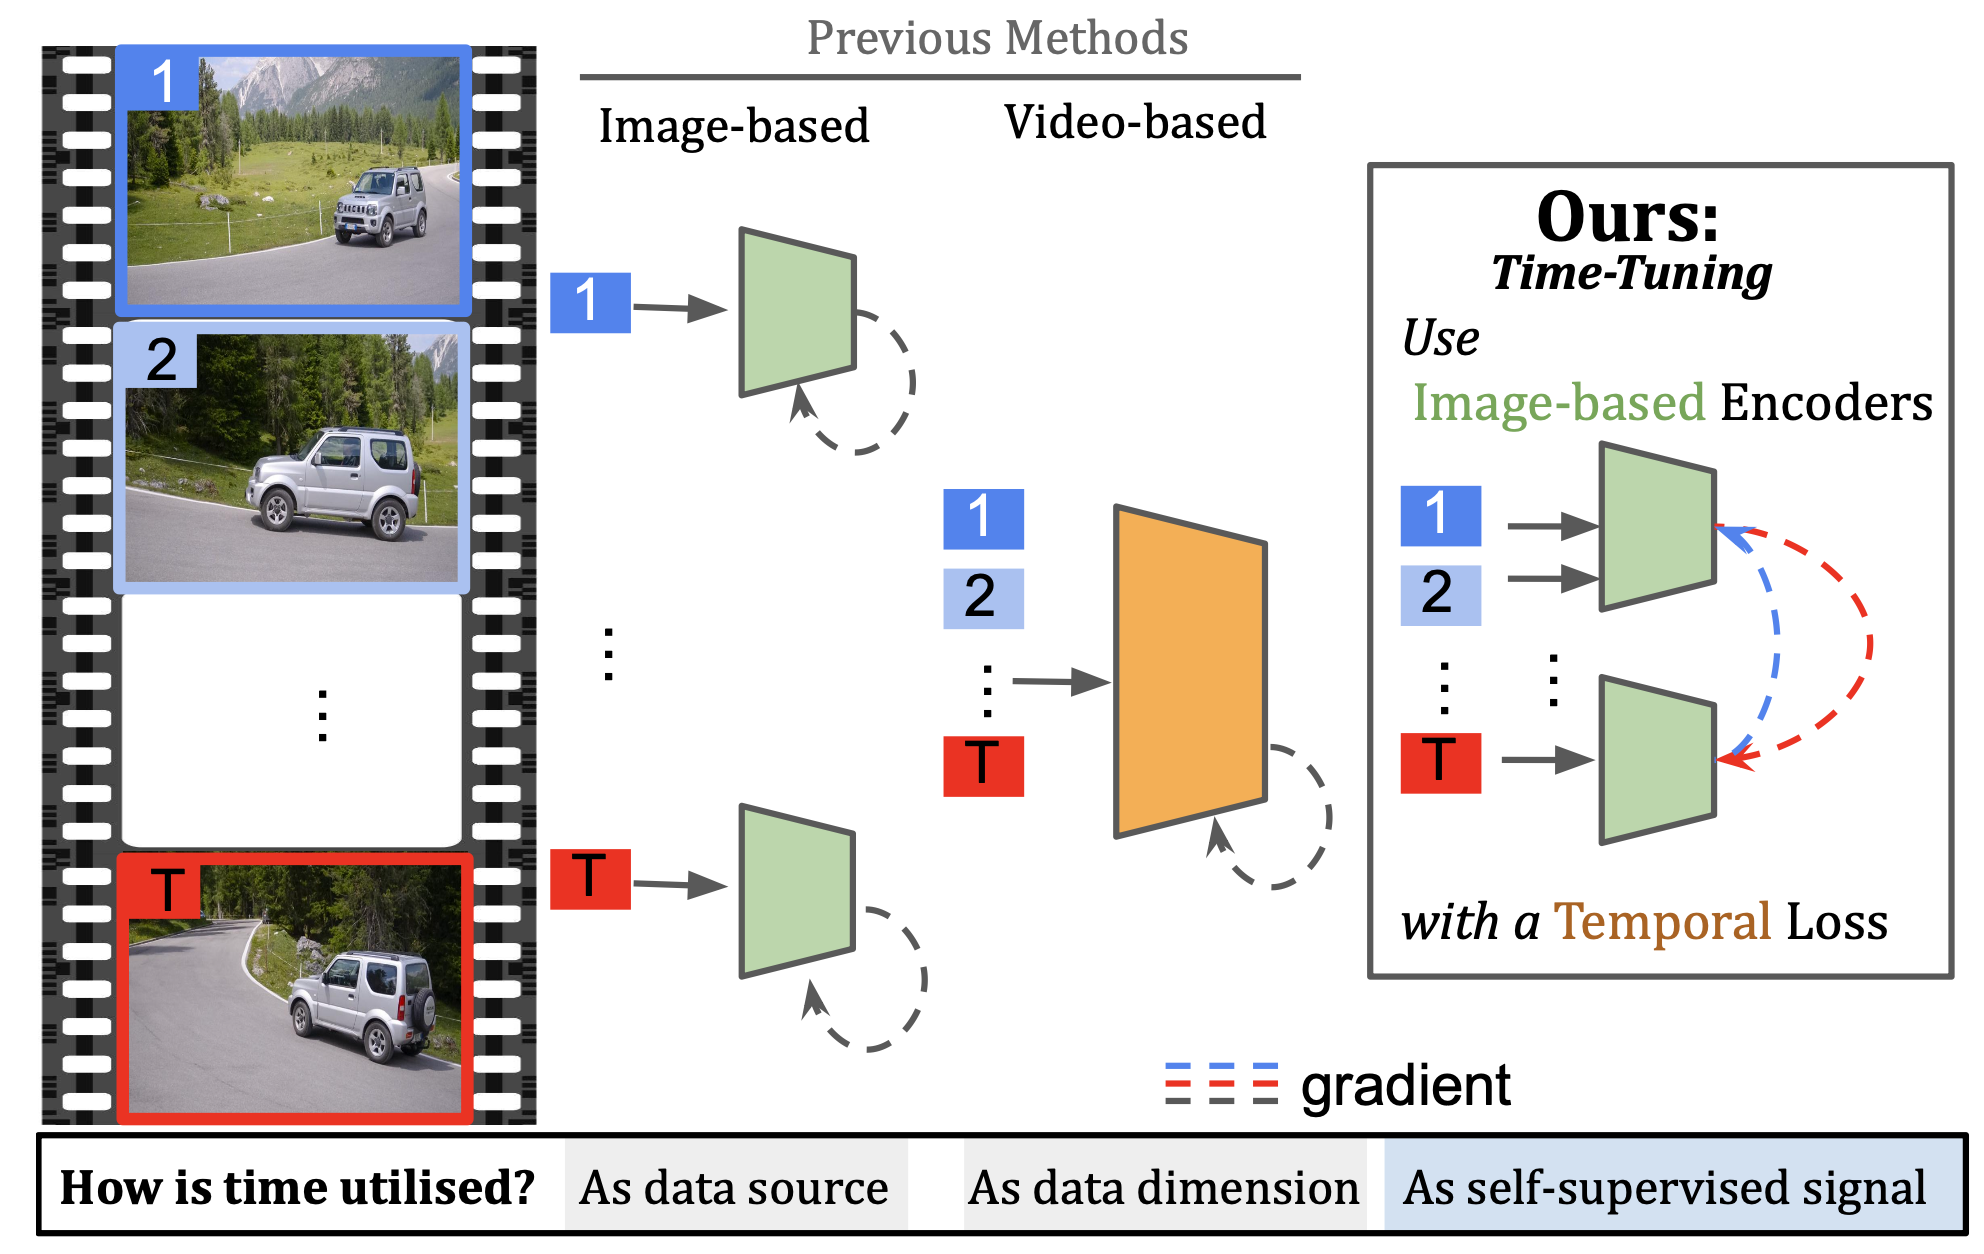 Previous Methods
Image-based
Video-based
1
2
⋮
T
1
⋮
T
1
2
⋮
T
Ours:
Time-Tuning
Use
Image-based Encoders
1
2
⋮ ⋮
T
with a Temporal Loss
gradient
How is time utilised? As data source As data dimension As self-supervised signal